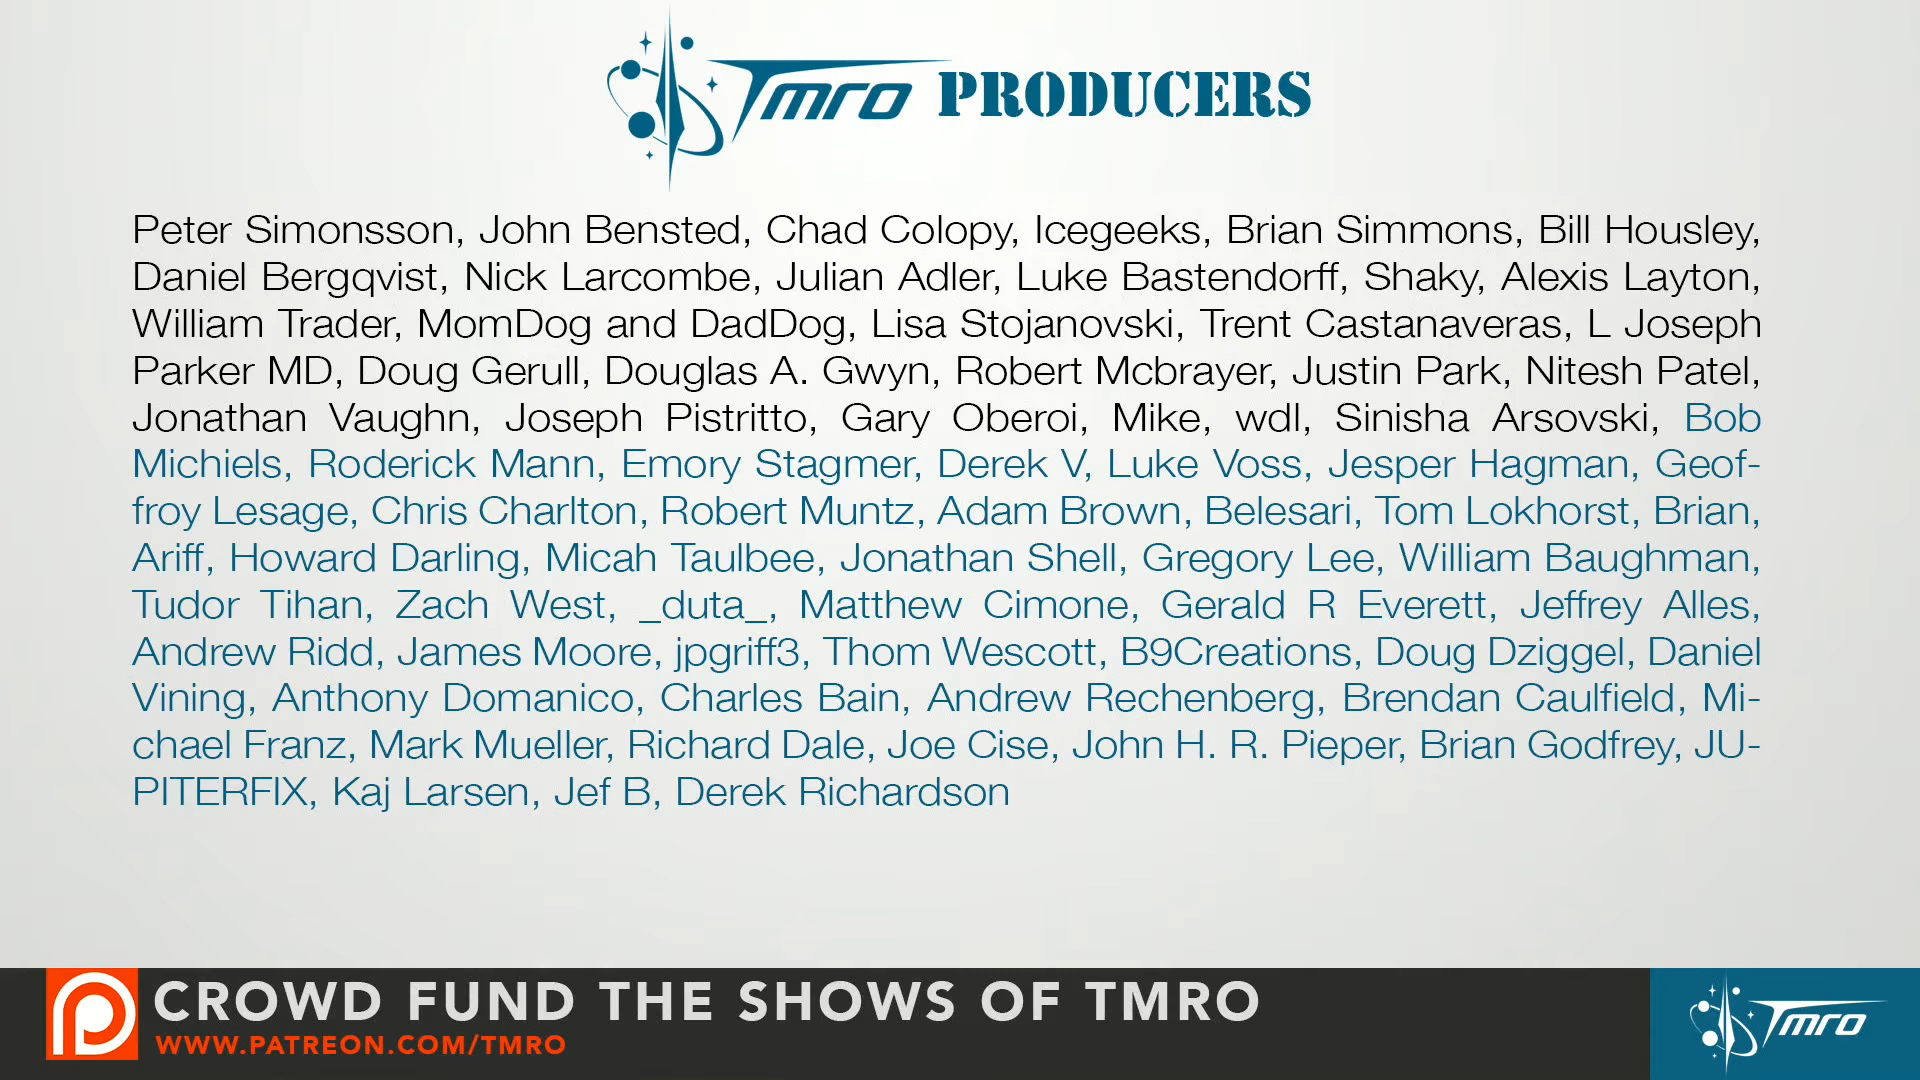 Tmro PRODUCERS
Peter Simonsson, John Bensted, Chad Colopy, Icegeeks, Brian Simmons, Bill Housley,
Daniel Bergqvist, Nick Larcombe, Julian Adler, Luke Bastendorff, Shaky, Alexis Layton,
William Trader, MomDog and DadDog, Lisa Stojanovski, Trent Castanaveras, L Joseph
Parker MD, Doug Gerull, Douglas A. Gwyn, Robert Mcbrayer, Justin Park, Nitesh Patel,
Jonathan Vaughn, Joseph Pistritto, Gary Oberoi, Mike, wdl, Sinisha Arsovski, Bob
Michiels, Roderick Mann, Emory Stagmer, Derek V, Luke Voss, Jesper Hagman, Geof-
froy Lesage, Chris Charlton, Robert Muntz, Adam Brown, Belesari, Tom Lokhorst, Brian,
Ariff, Howard Darling, Micah Taulbee, Jonathan Shell, Gregory Lee, William Baughman,
Tudor Tihan, Zach West, _duta_, Matthew Cimone, Gerald R Everett, Jeffrey Alles,
Andrew Ridd, James Moore, jpgriff3, Thom Wescott, B9Creations, Doug Dziggel, Daniel
Vining, Anthony Domanico, Charles Bain, Andrew Rechenberg, Brendan Caulfield, Mi-
chael Franz, Mark Mueller, Richard Dale, Joe Cise, John H. R. Pieper, Brian Godfrey, JU-
PITERFIX, Kaj Larsen, Jef B, Derek Richardson
CROWD FUND THE SHOWS OF TMRO
WWW.PATREON.COM/TMRO
Tmro